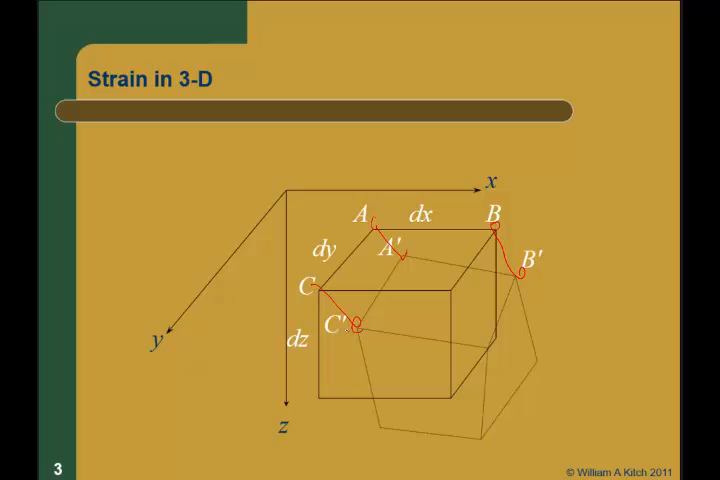 Strain in 3-D
x
A
dx
B
dy
A'
B'
C
C'
dz
y
z
3
© William A Kitch 2011